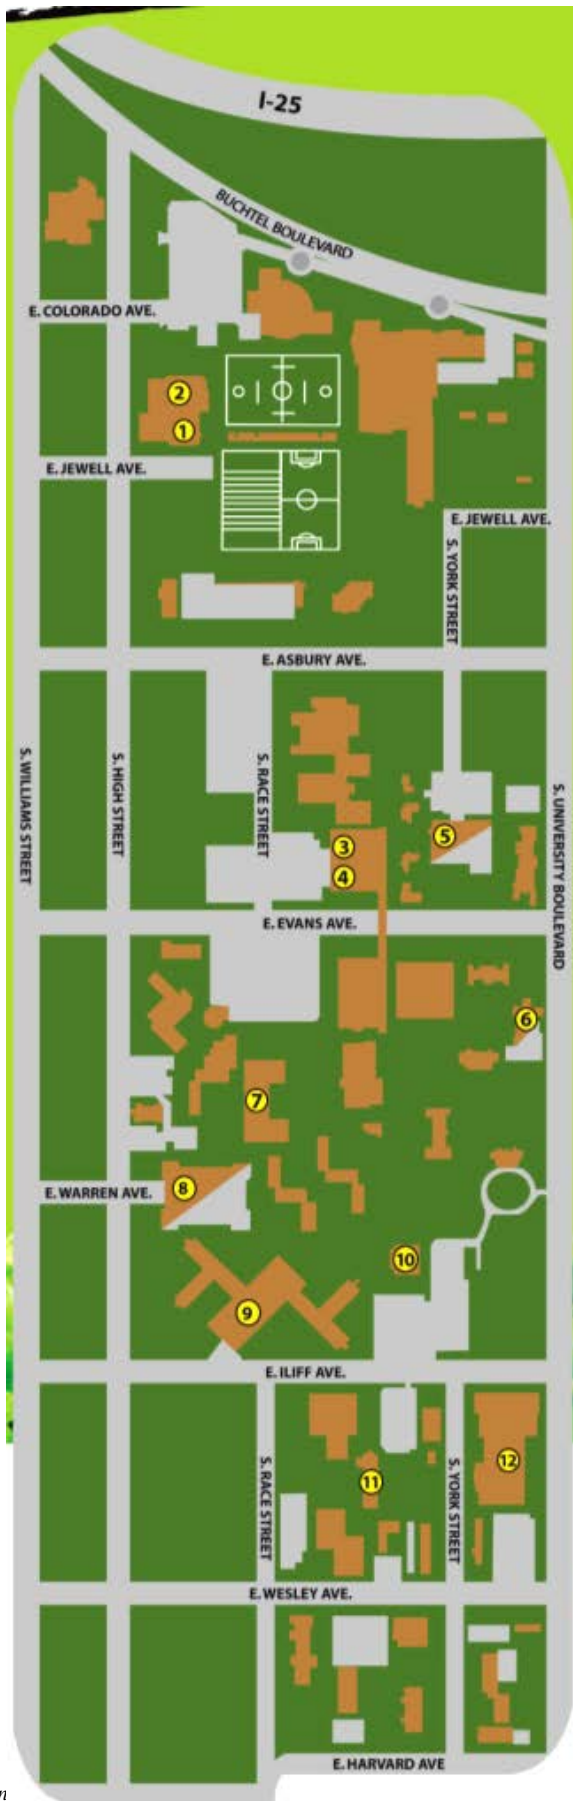 I-25
BUCHTEL BOULEVARD
E. COLORADO AVE.
2
1
E. JEWELL AVE.
E. JEWELL AVE.
S. YORK STREET
E. ASBURY AVE.
S. WILLIAMS STREET
S. HIGH STREET
S. RACE STREET
S. UNIVERSITY BOULEVARD
3
4
5
E. EVANS AVE.
6
7
E. WARREN AVE.
8
10
9
E. ILIFF AVE.
S. RACE STREET
11
S. YORK STREET
12
E. WESLEY AVE.
E. HARVARD AVE
n